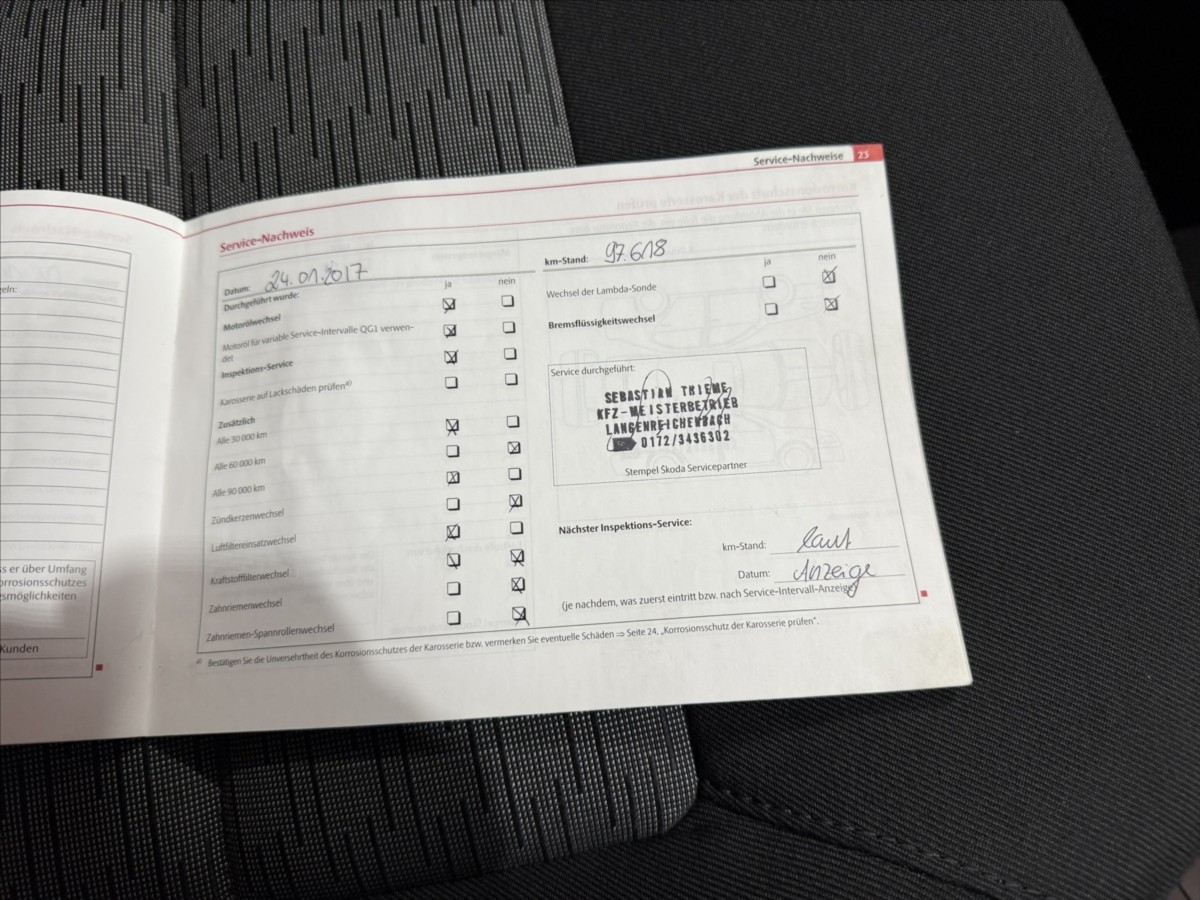 Service–Nachweise 23
Service–Nachweis
Datum: 24.01.2017
ja nein
Durchgeführt wurde:
Motorölwechsel
Motoröl für variable Service–Intervalle QG1 verwen–
det
Inspektions–Service
Karosserie auf Lackschäden prüfen a)
Zusätzlich
Alle 30 000 km
Alle 60 000 km
Alle 90 000 km
Zündkerzenwechsel
Luftfiltereinsatzwechsel
Kraftstofffilterwechsel
Zahnriemenwechsel
Zahnriemen–Spannrollenwechsel
km–Stand: 97.618
ja nein
Wechsel der Lambda–Sonde
Bremsflüssigkeitswechsel
Service durchgeführt:
SEBASTIAN THIEME
KFZ–MEISTERBETRIEB
LANGENREICHENBACH
0172/3436302
Stempel Škoda Servicepartner
Nächster Inspektions–Service:
km–Stand: laut
Datum: Anzeige
(je nachdem, was zuerst eintritt bzw. nach Service–Intervall–Anzeige)
a) Bestätigen Sie die Unversehrtheit des Korrosionsschutzes der Karosserie bzw. vermerken Sie eventuelle Schäden ⇒ Seite 24, „Korrosionsschutz der Karosserie prüfen“.
eln:
s er über Umfang
orrosionsschutzes
smöglichkeiten
Kunden